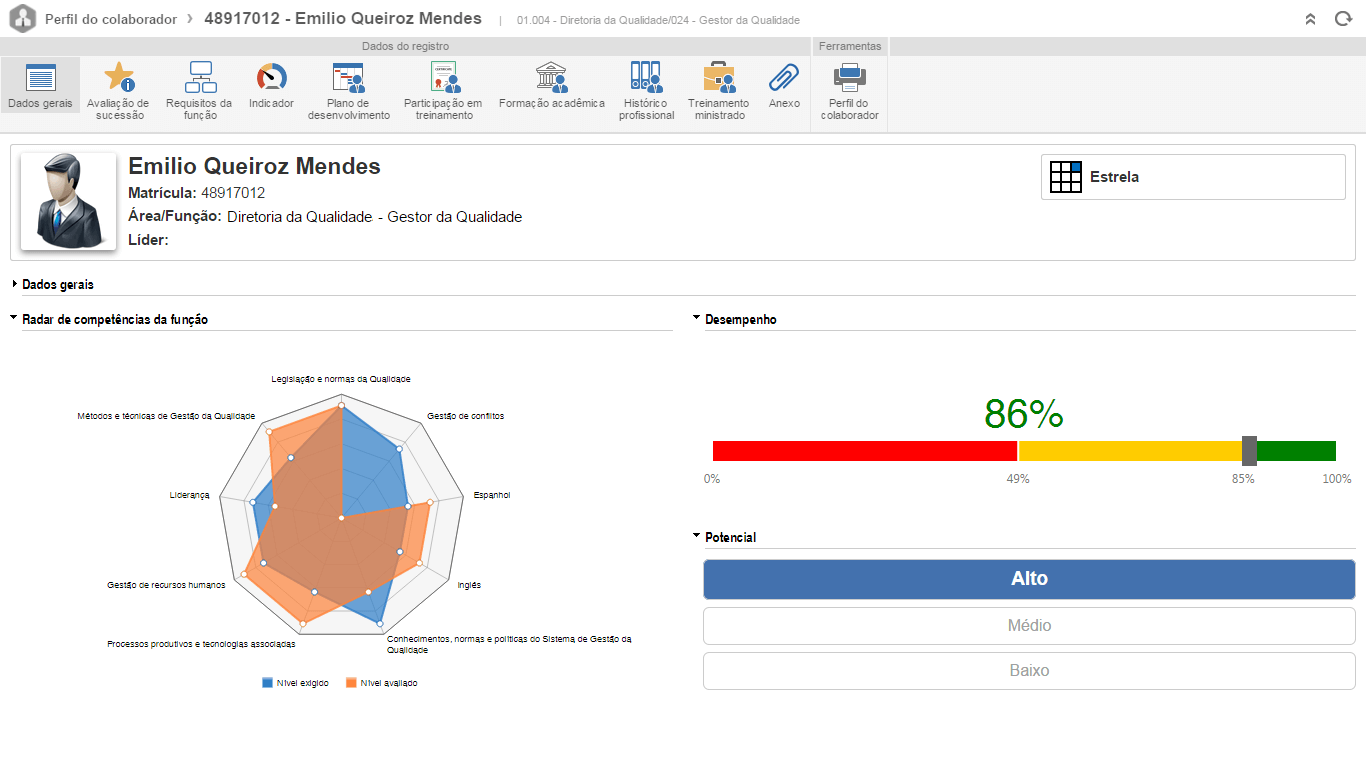 Perfil do colaborador › 48917012 - Emilio Queiroz Mendes | 01.004 - Diretoria da Qualidade/024 - Gestor da Qualidade
Dados do registro
Ferramentas
Dados gerais
Avaliação de
sucessão
Requisitos da
função
Indicador
Plano de
desenvolvimento
Participação em
treinamento
Formação acadêmica
Histórico
profissional
Treinamento
ministrado
Anexo
Perfil do
colaborador
Emilio Queiroz Mendes
Matrícula: 48917012
Área/Função: Diretoria da Qualidade - Gestor da Qualidade
Líder:
Estrela
Dados gerais
Radar de competências da função
Legislação e normas da Qualidade
Métodos e técnicas de Gestão da Qualidade
Gestão de conflitos
Liderança
Espanhol
Gestão de recursos humanos
Inglês
Processos produtivos e tecnologias associadas
Conhecimentos, normas e políticas do Sistema de Gestão da
Qualidade
Nível exigido
Nível avaliado
Desempenho
86%
0%
49%
85%
100%
Potencial
Alto
Médio
Baixo